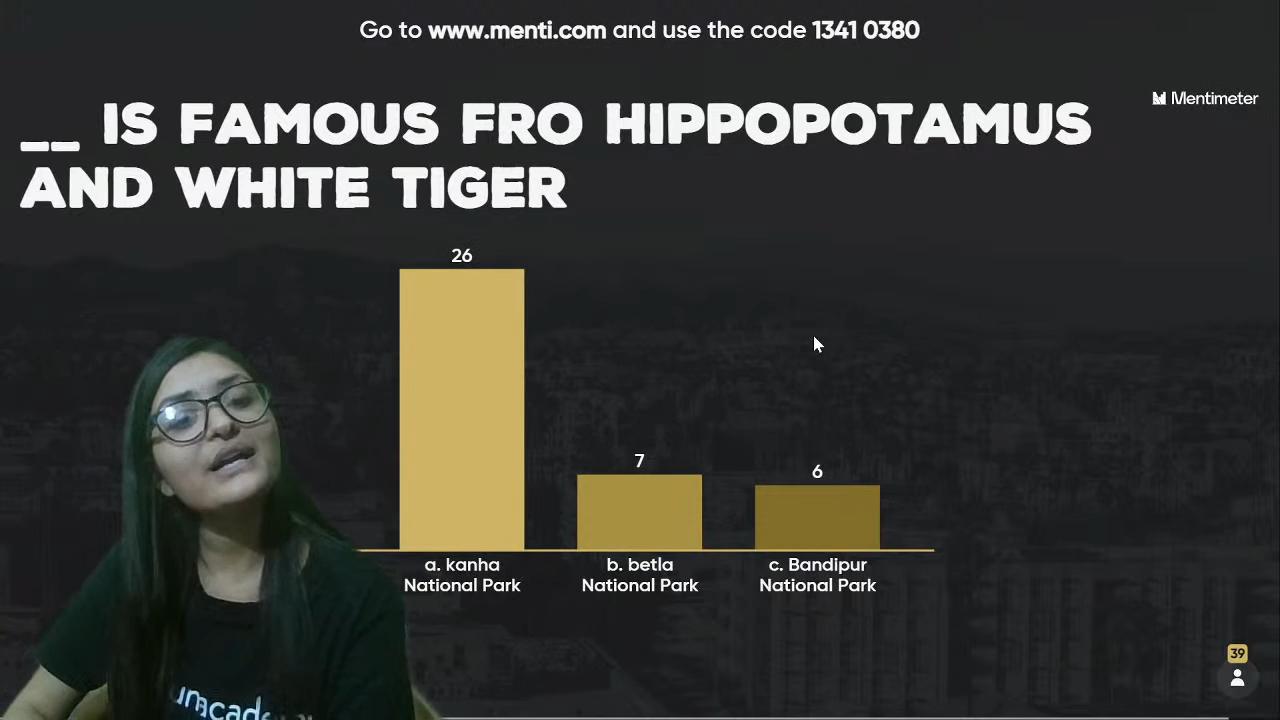 Go to www.menti.com and use the code 1341 0380
Mentimeter
__ IS FAMOUS FRO HIPPOPOTAMUS
AND WHITE TIGER
26
7
6
a. kanha
National Park
b. betla
National Park
c. Bandipur
National Park
39